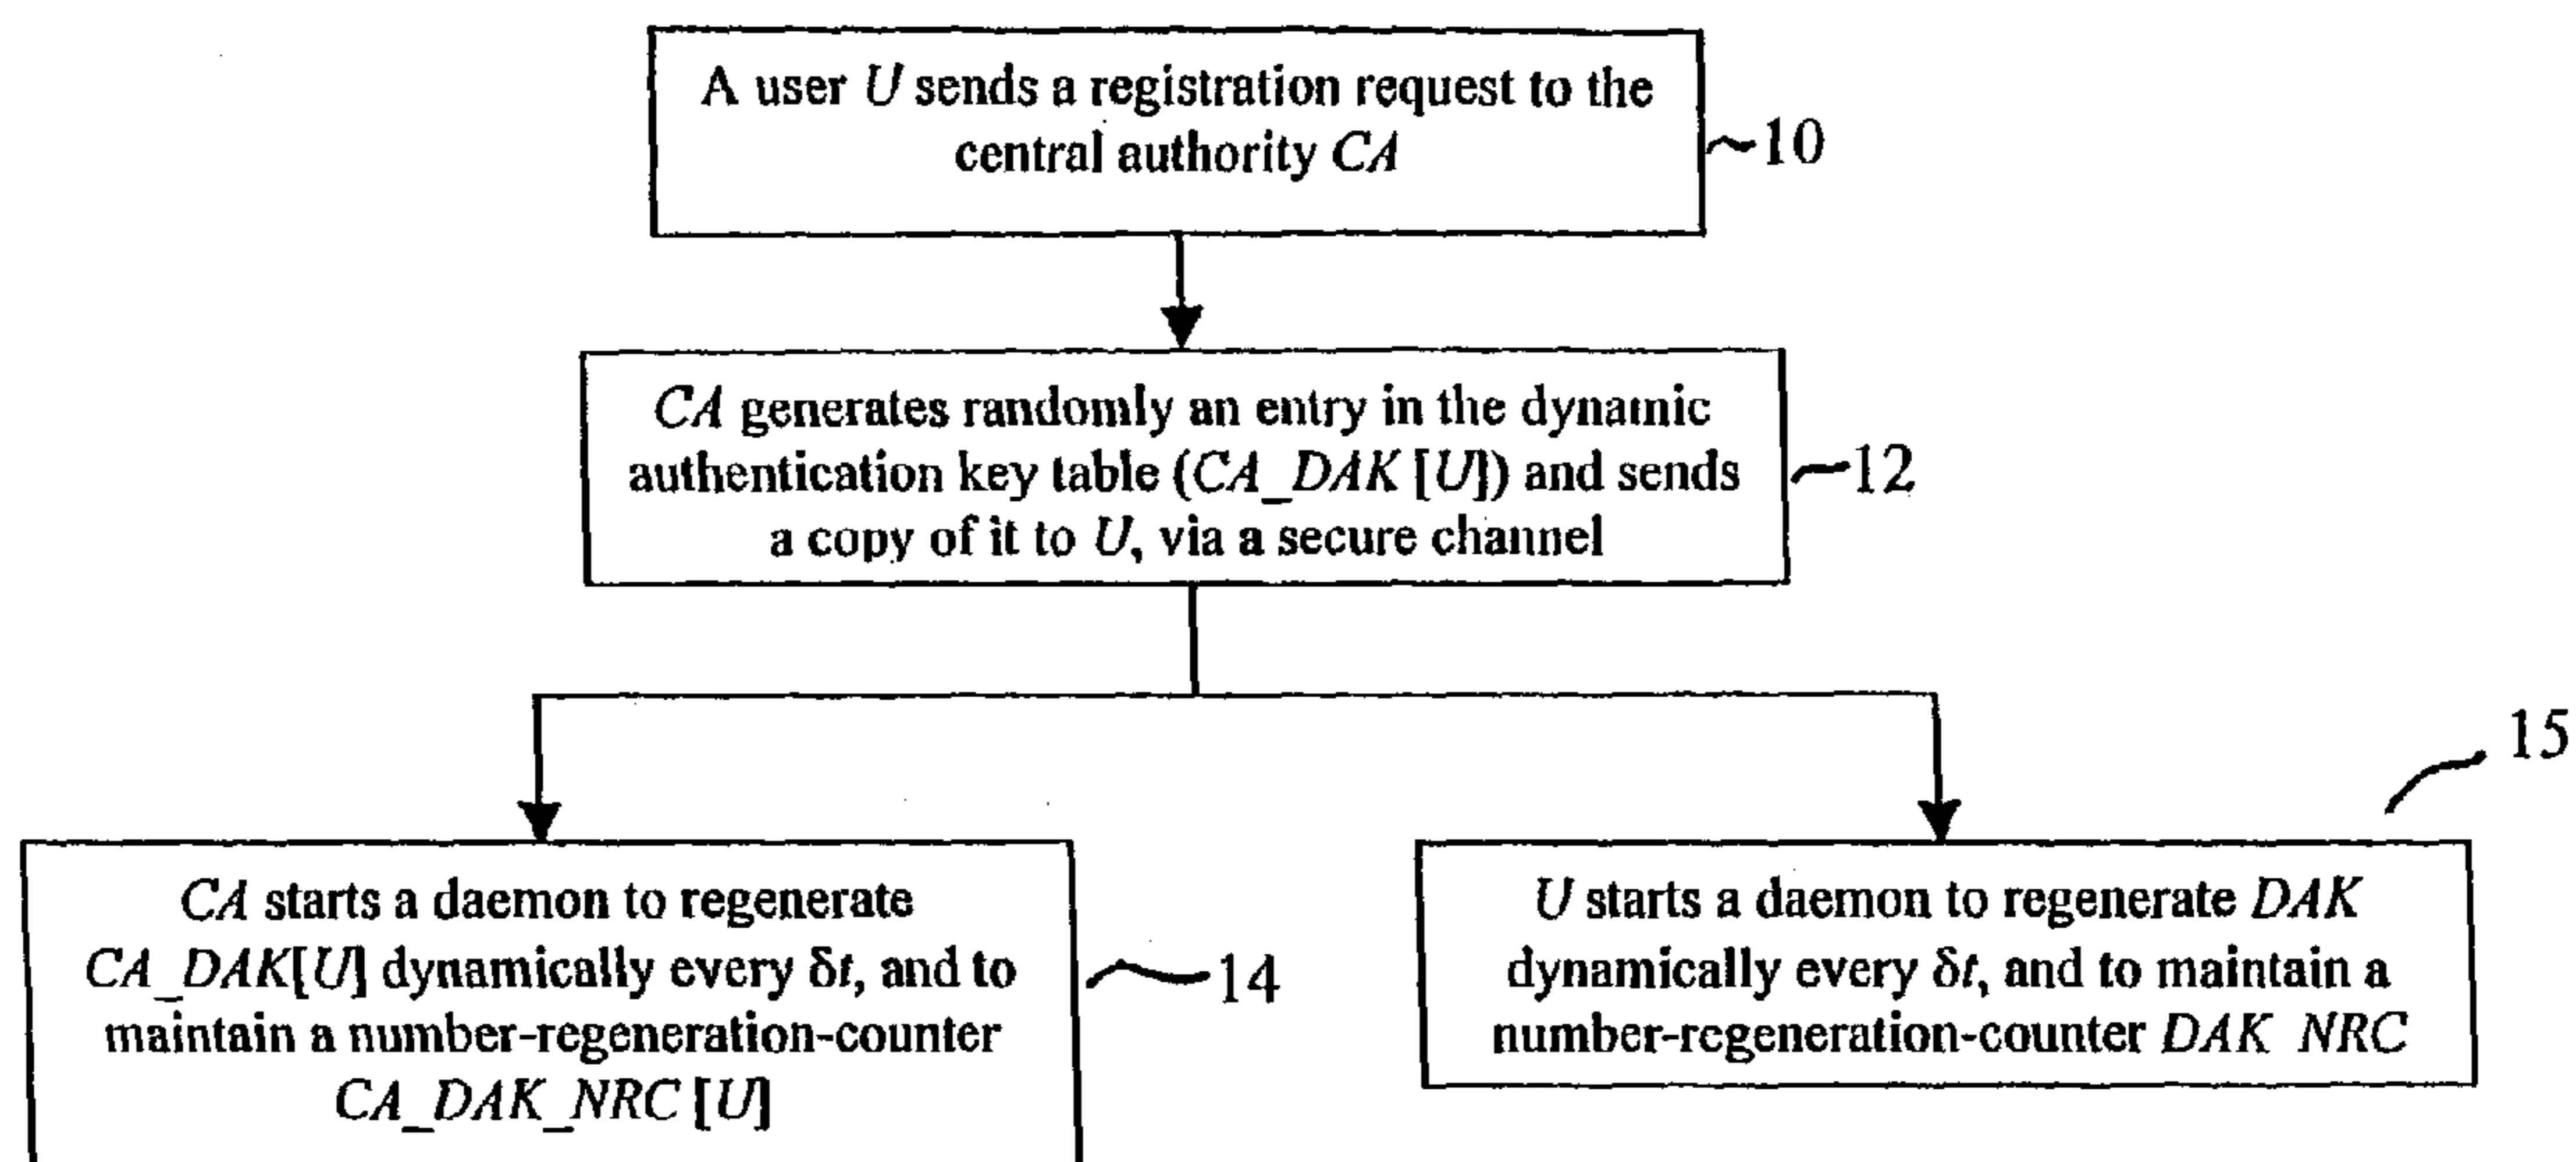 A user U sends a registration request to the
central authority CA
10
CA generates randomly an entry in the dynamic
authentication key table (CA_DAK [U]) and sends
a copy of it to U, via a secure channel
12
15
CA starts a daemon to regenerate
CA_DAK[U] dynamically every δt, and to
maintain a number-regeneration-counter
CA_DAK_NRC [U]
14
U starts a daemon to regenerate DAK
dynamically every δt, and to maintain a
number-regeneration-counter DAK NRC